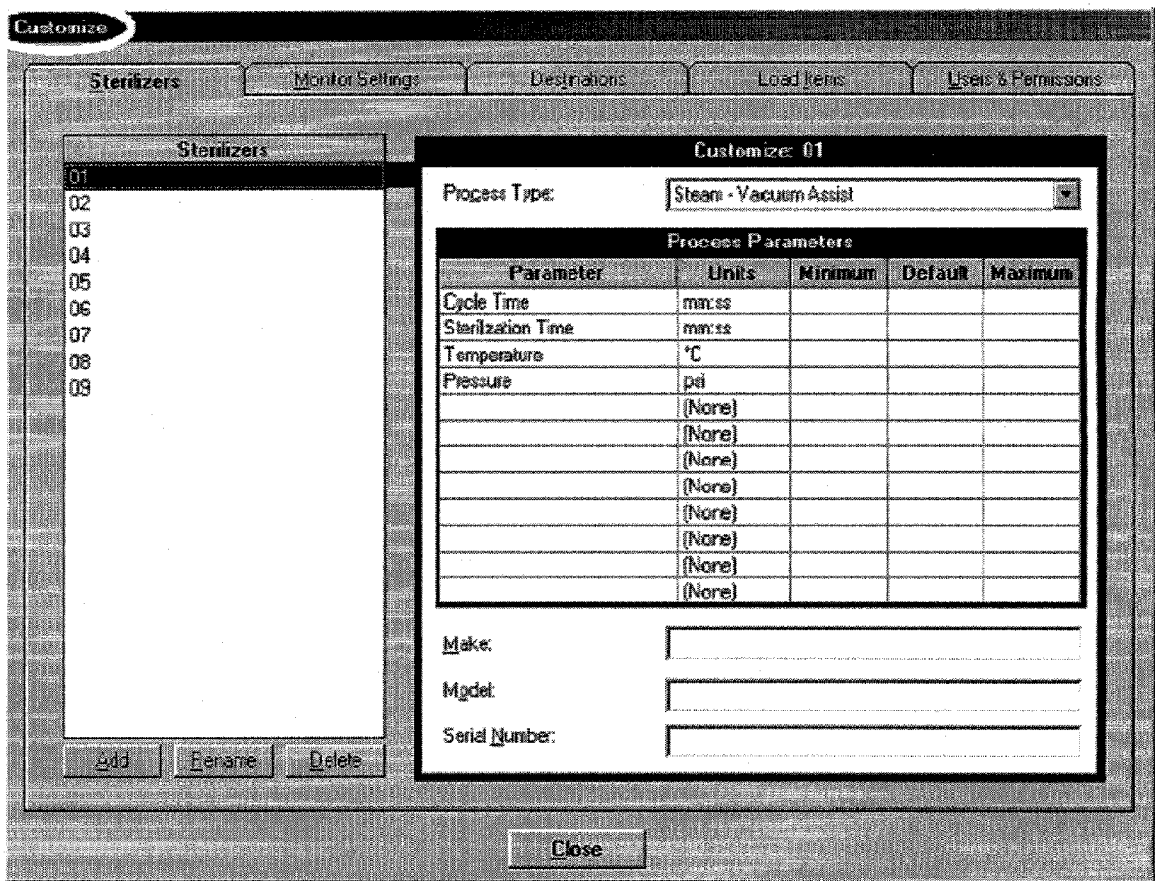 Customize
Sterilizers Monitor Settings Destinations Load Items Users & Permissions
Sterilizers
01
02
03
04
05
06
07
08
09
Add Rename Delete
Customize: 01
Process Type: Steam - Vacuum Assist
Process Parameters
Parameter Units Minimum Default Maximum
Cycle Time mm:ss
Sterilzation Time mm:ss
Temperature °C
Pressure psi
(None)
(None)
(None)
(None)
(None)
(None)
(None)
(None)
Make:
Model:
Serial Number:
Close